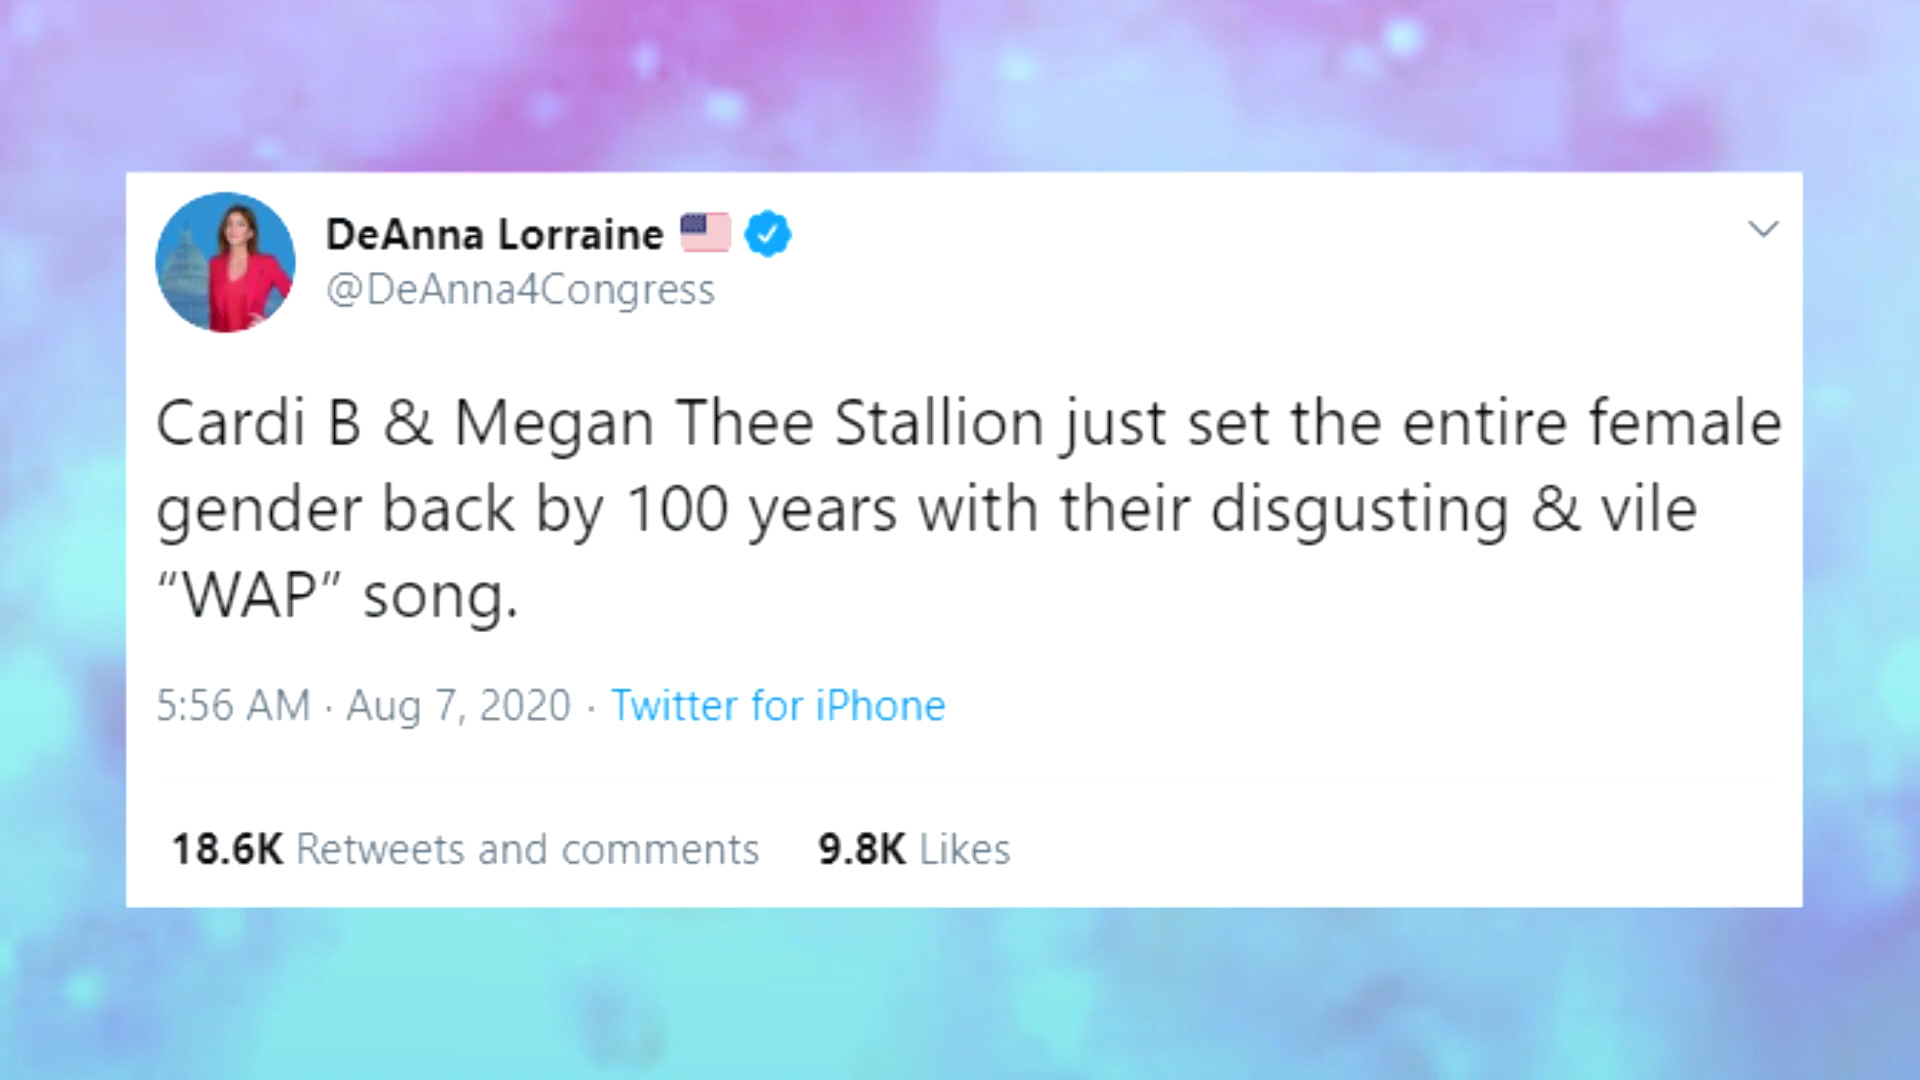 DeAnna Lorraine 🇺🇸
@DeAnna4Congress
Cardi B & Megan Thee Stallion just set the entire female
gender back by 100 years with their disgusting & vile
“WAP” song.
5:56 AM · Aug 7, 2020 · Twitter for iPhone
18.6K Retweets and comments 9.8K Likes